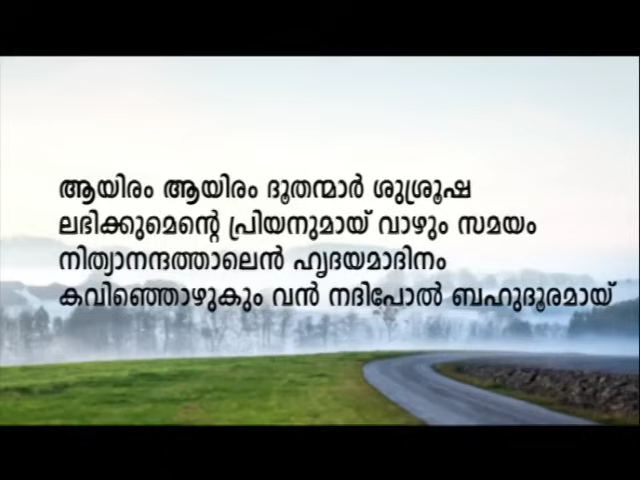 ആയിരം ആയിരം ദൂതന്മാർ ശുശ്രൂഷ
ലഭിക്കുമെന്റെ പ്രിയനുമായ് വാഴും സമയം
നിത്യാനന്ദത്താലെൻ ഹൃദയമാദിനം
കവിഞ്ഞൊഴുകും വൻ നദിപോൽ ബഹുദൂരമായ്